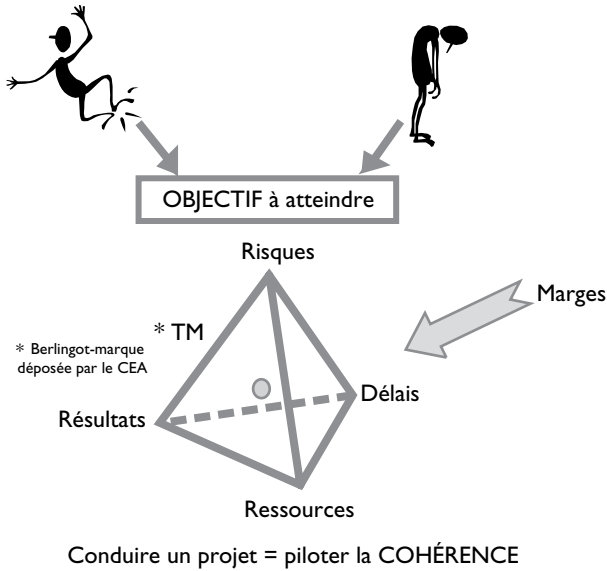 OBJECTIF à atteindre
Risques
Marges
* TM
* Berlingot-marque
déposée par le CEA
Délais
Résultats
Ressources
Conduire un projet = piloter la COHÉRENCE